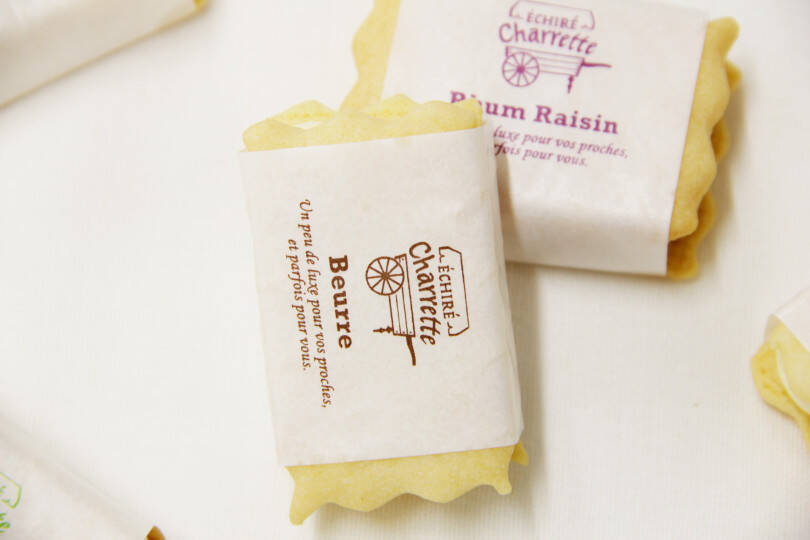 ÉCHIRÉ
Charrette
Rhum Raisin
luxe pour vos proches,
parfois pour vous.
ÉCHIRÉ
Charrette
Beurre
Un peu de luxe pour vos proches,
et parfois pour vous.